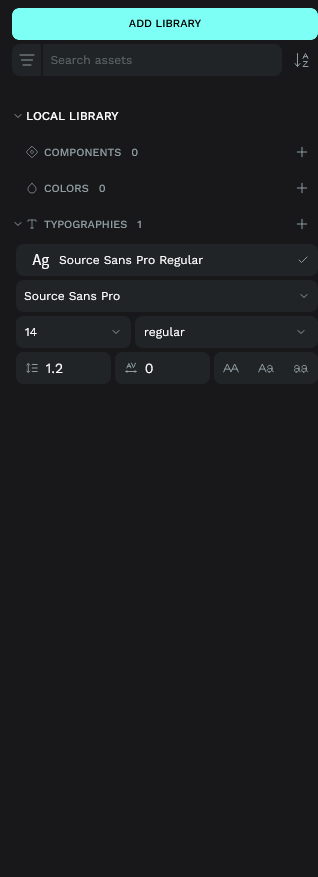 ADD LIBRARY
Search assets
LOCAL LIBRARY
COMPONENTS 0
COLORS 0
TYPOGRAPHIES 1
Ag Source Sans Pro Regular
Source Sans Pro
14 regular
1.2 AV 0 AA Aa aa